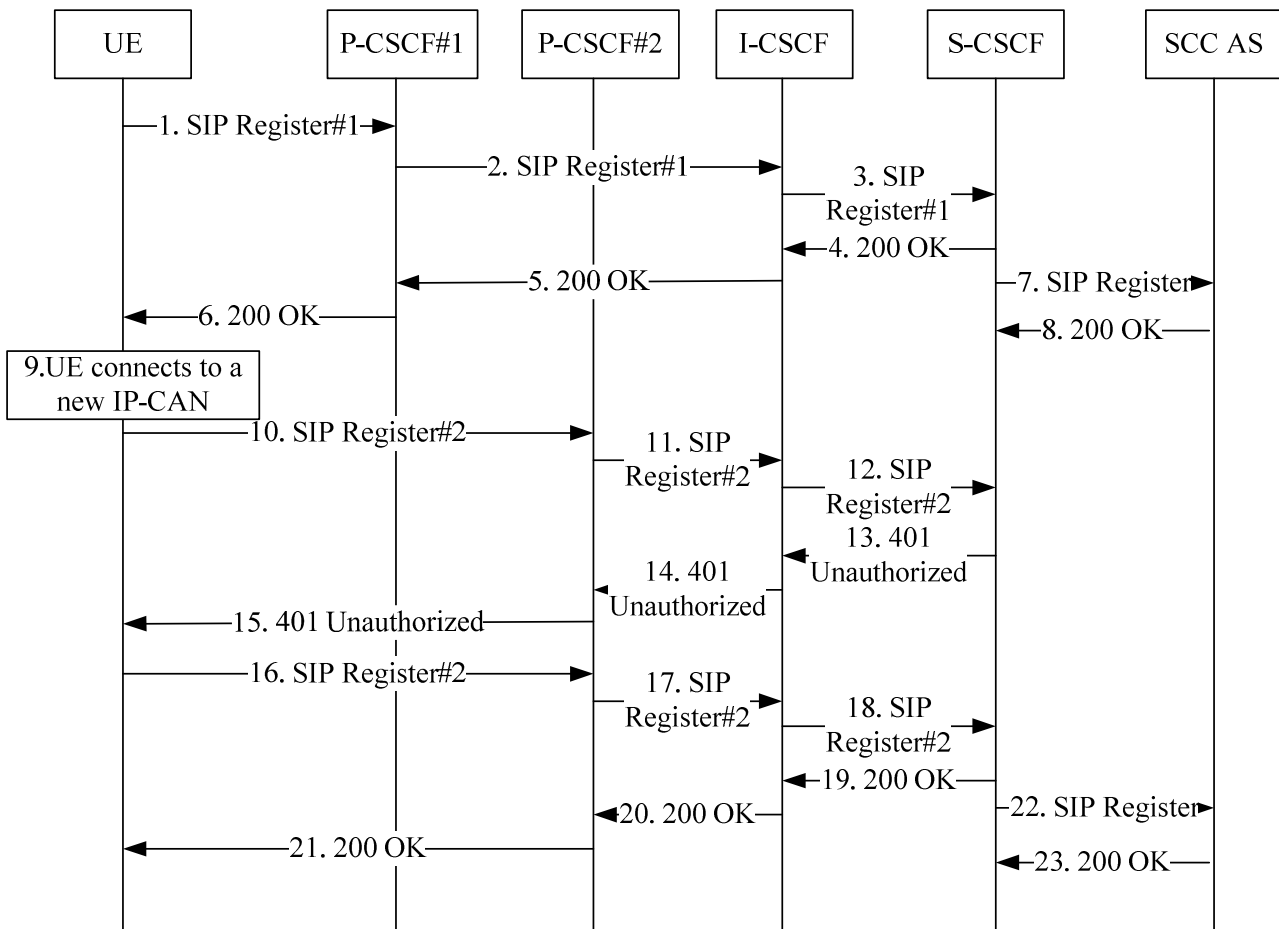 UE
P-CSCF#1
P-CSCF#2
I-CSCF
S-CSCF
SCC AS
1. SIP Register#1
2. SIP Register#1
3. SIP
Register#1
4. 200 OK
5. 200 OK
7. SIP Register
6. 200 OK
8. 200 OK
9.UE connects to a
new IP-CAN
10. SIP Register#2
11. SIP
Register#2
12. SIP
Register#2
13. 401
Unauthorized
14. 401
Unauthorized
15. 401 Unauthorized
16. SIP Register#2
17. SIP
Register#2
18. SIP
Register#2
19. 200 OK
20. 200 OK
22. SIP Register
21. 200 OK
23. 200 OK